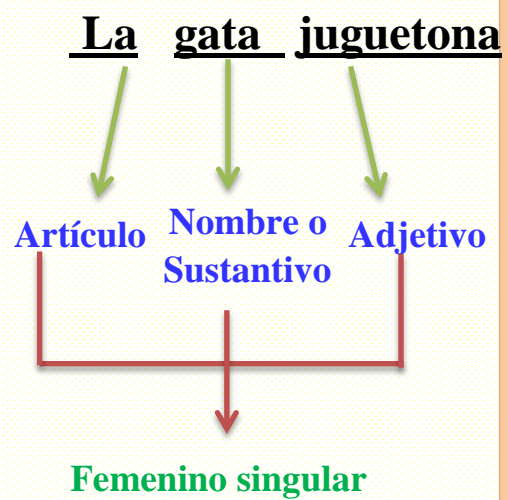 La gata juguetona
Artículo Nombre o Sustantivo Adjetivo
Femenino singular